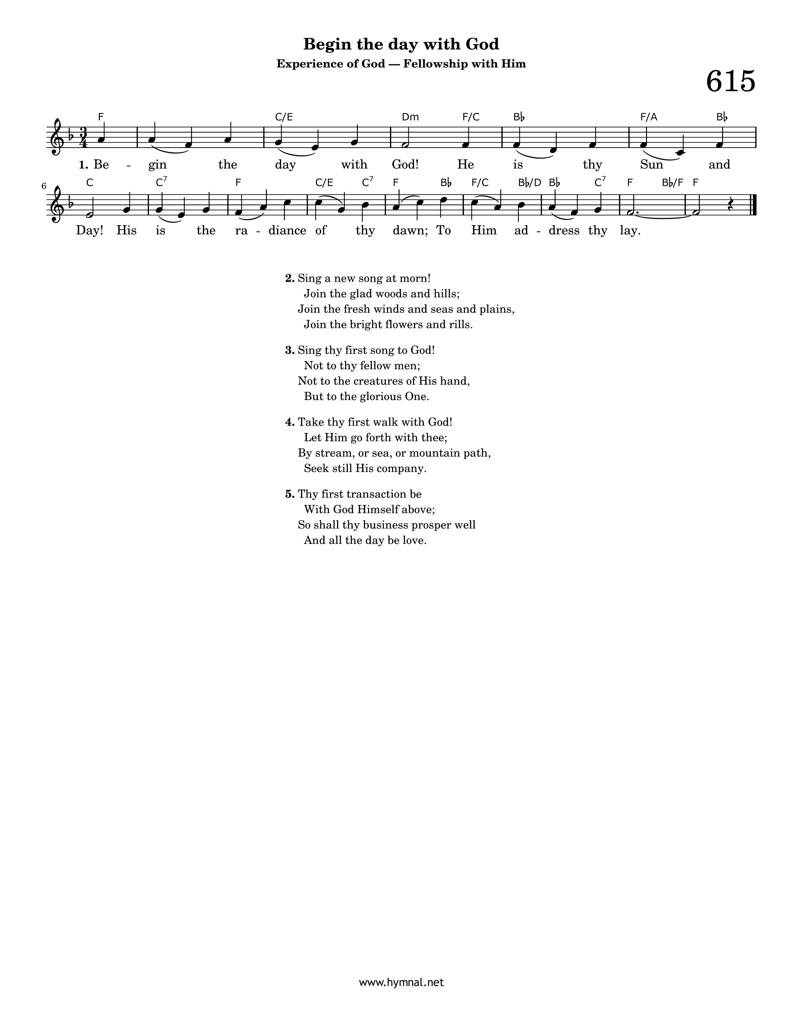 Begin the day with God
Experience of God — Fellowship with Him
615
F C/E Dm F/C B♭ F/A B♭
3
4
1. Be - gin the day with God! He is thy Sun and
6 C C7 F C/E C7 F B♭ F/C B♭/D B♭ C7 F B♭/F F
Day! His is the ra - diance of thy dawn; To Him ad - dress thy lay.
2. Sing a new song at morn!
Join the glad woods and hills;
Join the fresh winds and seas and plains,
Join the bright flowers and rills.
3. Sing thy first song to God!
Not to thy fellow men;
Not to the creatures of His hand,
But to the glorious One.
4. Take thy first walk with God!
Let Him go forth with thee;
By stream, or sea, or mountain path,
Seek still His company.
5. Thy first transaction be
With God Himself above;
So shall thy business prosper well
And all the day be love.
www.hymnal.net